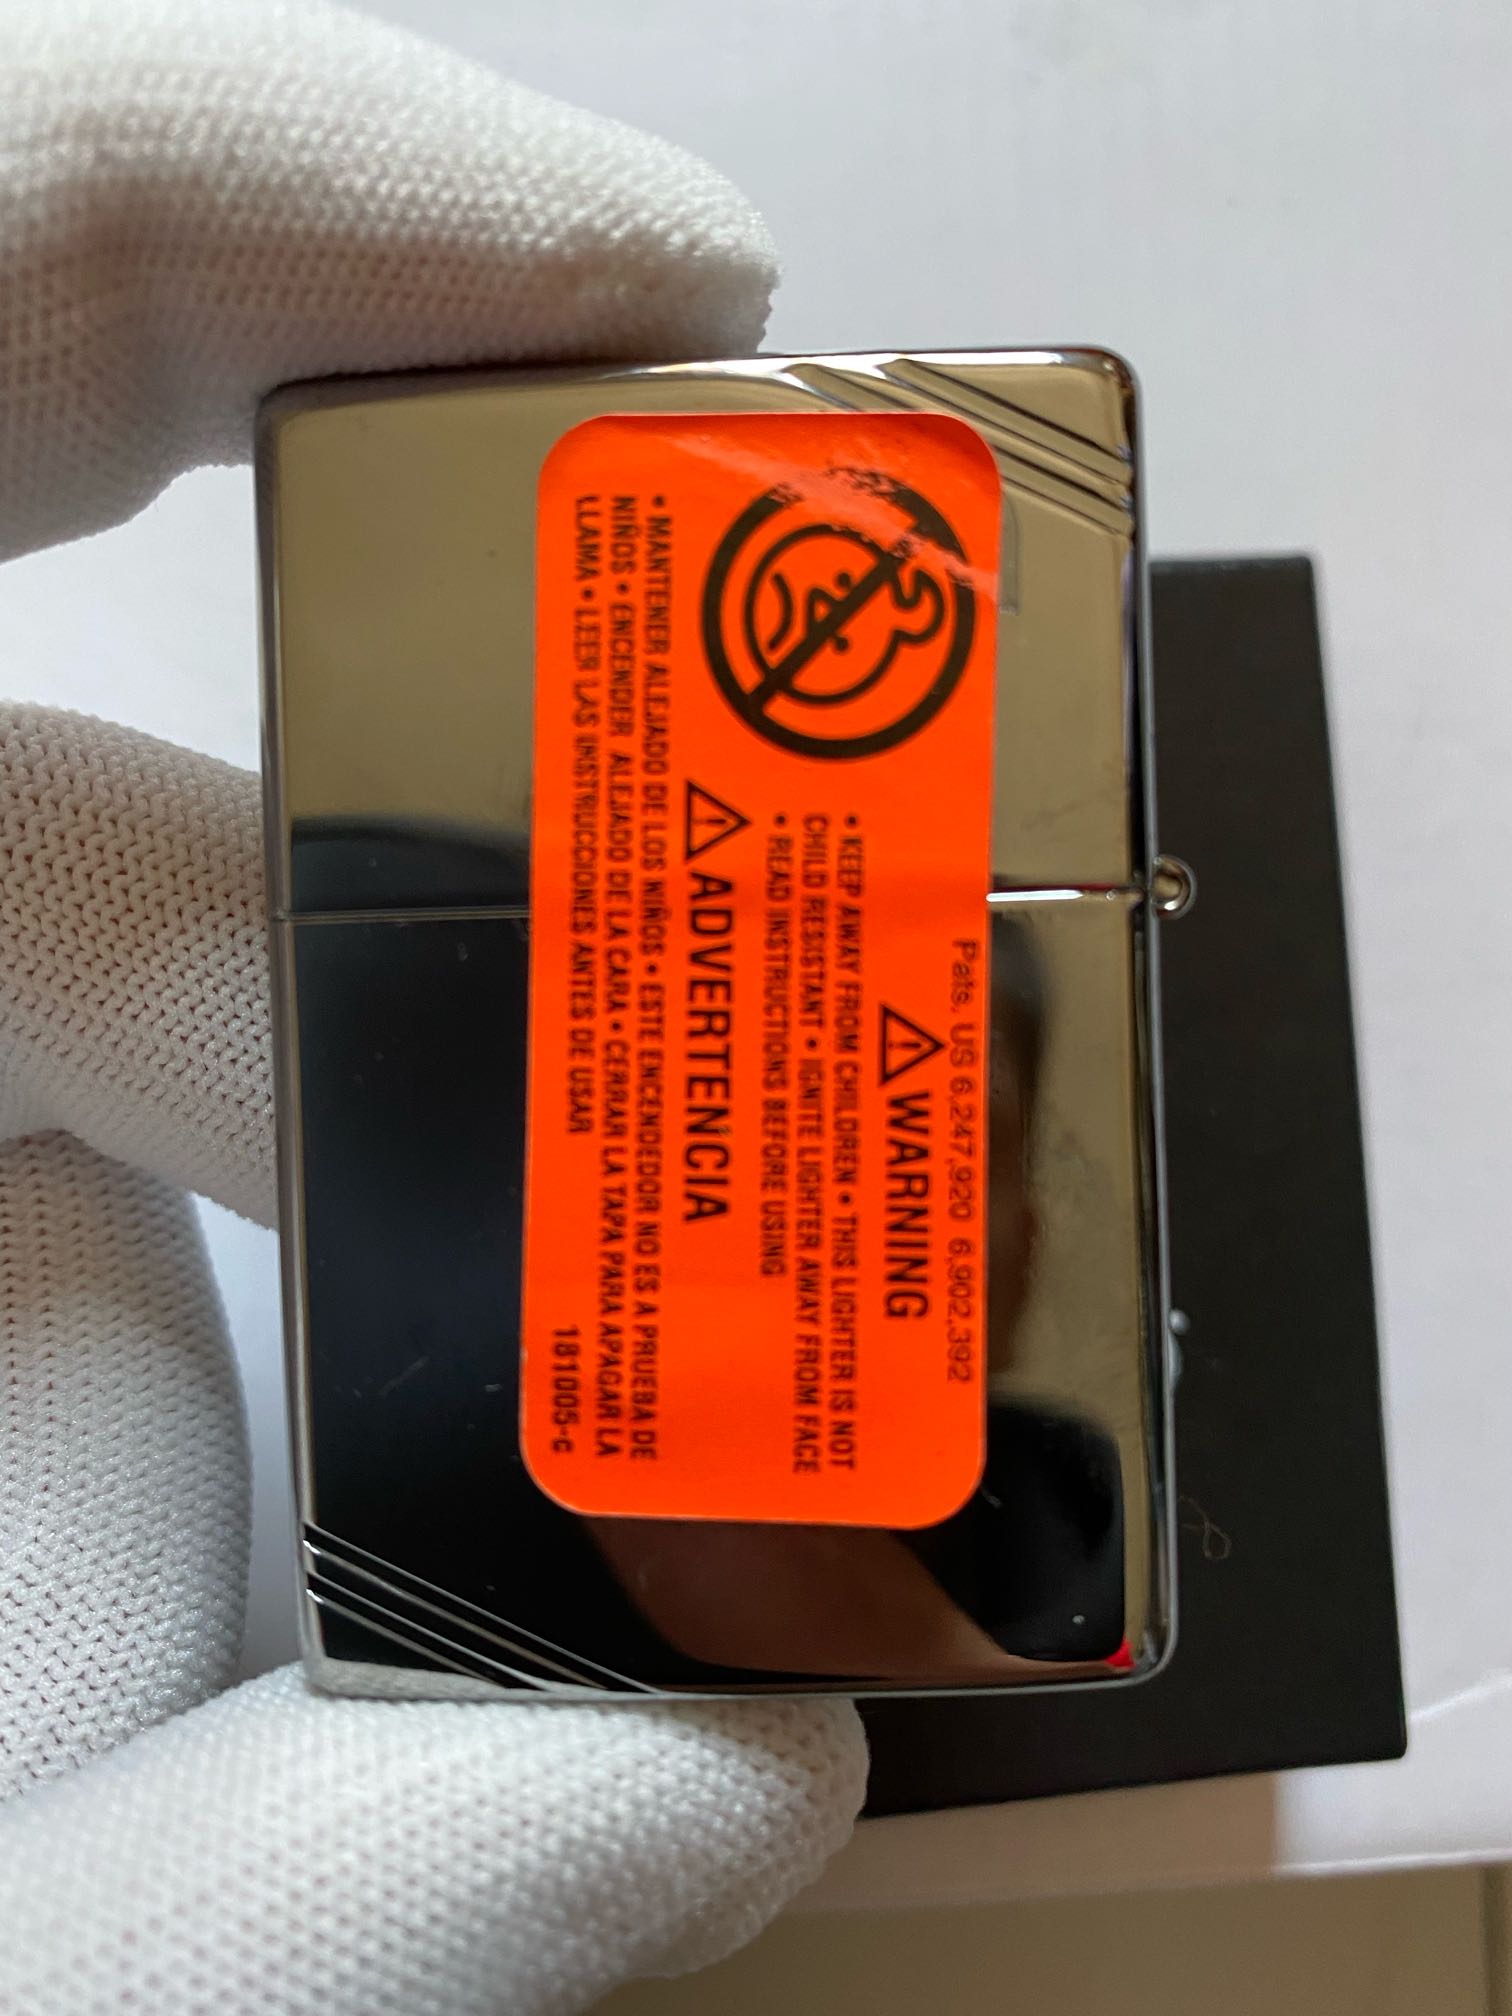 Pats. US 6,247,920  6,902,392
WARNING
• KEEP AWAY FROM CHILDREN • THIS LIGHTER IS NOT
CHILD RESISTANT • IGNITE LIGHTER AWAY FROM FACE
• READ INSTRUCTIONS BEFORE USING
ADVERTENCIA
• MANTENER ALEJADO DE LOS NIÑOS • ESTE ENCENDEDOR NO ES A PRUEBA DE
NIÑOS • ENCENDER ALEJADO DE LA CARA • CERRAR LA TAPA PARA APAGAR LA
LLAMA • LEER LAS INSTRUCCIONES ANTES DE USAR
181005-c